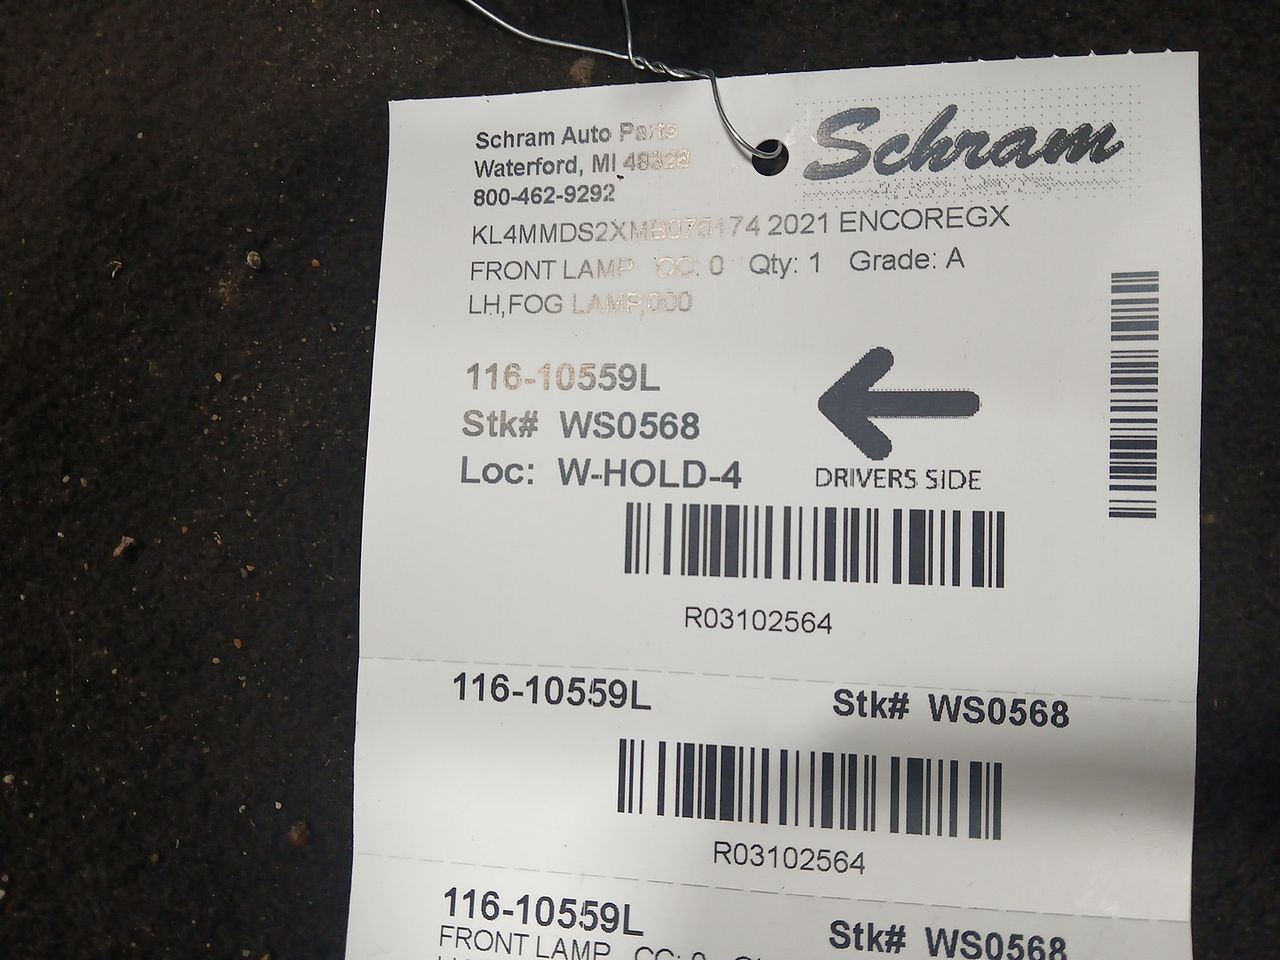 Schram Auto Parts
Waterford, MI 48329
800-462-9292
Schram
KL4MMDS2XMB075174 2021 ENCOREGX
FRONT LAMP CC: 0 Qty: 1 Grade: A
LH,FOG LAMP,000
116-10559L
Stk# WS0568
Loc: W-HOLD-4
DRIVERS SIDE
R03102564
116-10559L Stk# WS0568
R03102564
116-10559L Stk# WS0568
FRONT LAMP CC: 0